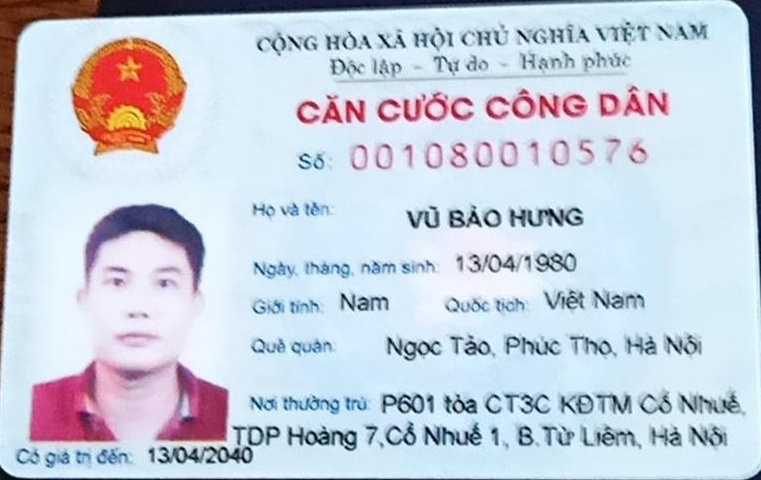 CỘNG HÒA XÃ HỘI CHỦ NGHĨA VIỆT NAM
Độc lập - Tự do - Hạnh phúc
CĂN CƯỚC CÔNG DÂN
Số: 001080010576
Họ và tên: VŨ BẢO HƯNG
Ngày, tháng, năm sinh: 13/04/1980
Giới tính: Nam Quốc tịch: Việt Nam
Quê quán: Ngọc Tảo, Phúc Thọ, Hà Nội
Nơi thường trú: P601 tòa CT3C KĐTM Cổ Nhuế,
TDP Hoàng 7,Cổ Nhuế 1, B.Từ Liêm, Hà Nội
Có giá trị đến: 13/04/2040